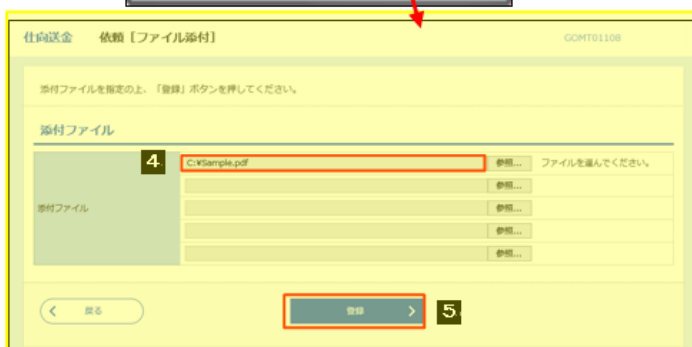 仕向送金 依頼［ファイル添付］ GOMT01108
添付ファイルを指定の上、「登録」ボタンを押してください。
添付ファイル
4. C:¥Sample.pdf 参照... ファイルを選んでください。
参照...
添付ファイル 参照...
参照...
参照...
戻る 登録 5.